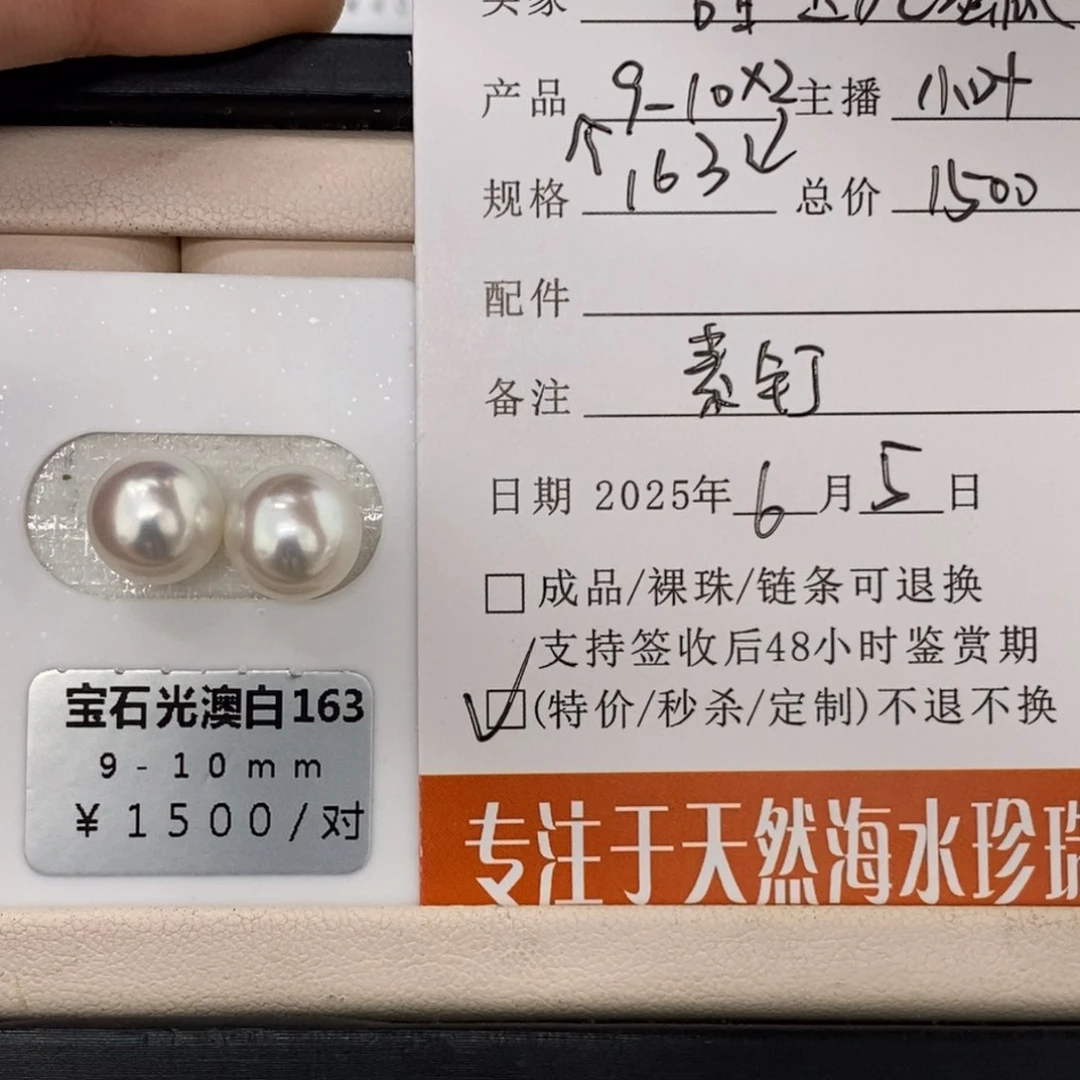 买家
产品 9-10×2 主播 小叶
规格 163 总价 1500
配件
备注 素钉
日期 2025年6月5日
成品/裸珠/链条可退换
支持签收后48小时鉴赏期
(特价/秒杀/定制)不退不换
专注于天然海水珍珠
宝石光澳白163
9-10mm
¥1500/对